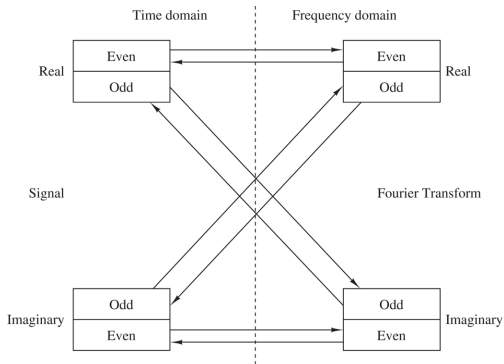 Time domain Frequency domain
Even Even
Real Real
Odd Odd
Signal Fourier Transform
Odd Odd
Imaginary Imaginary
Even Even